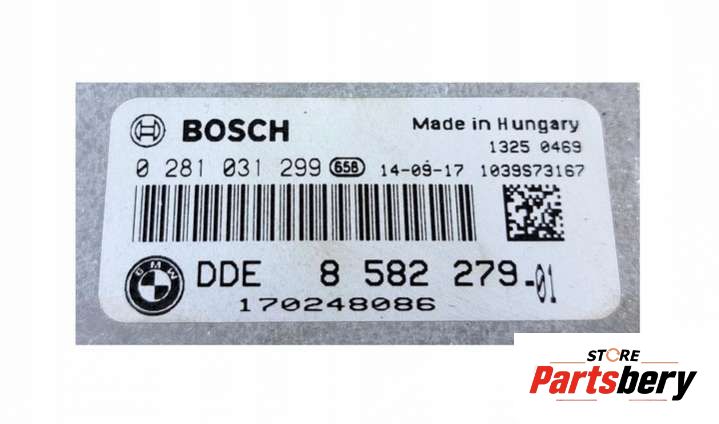 BOSCH Made in Hungary
1325 0469
0 281 031 299 658 14-09-17 1039S73167
BMW DDE 8 582 279-01
170248086
STORE
Partsbery